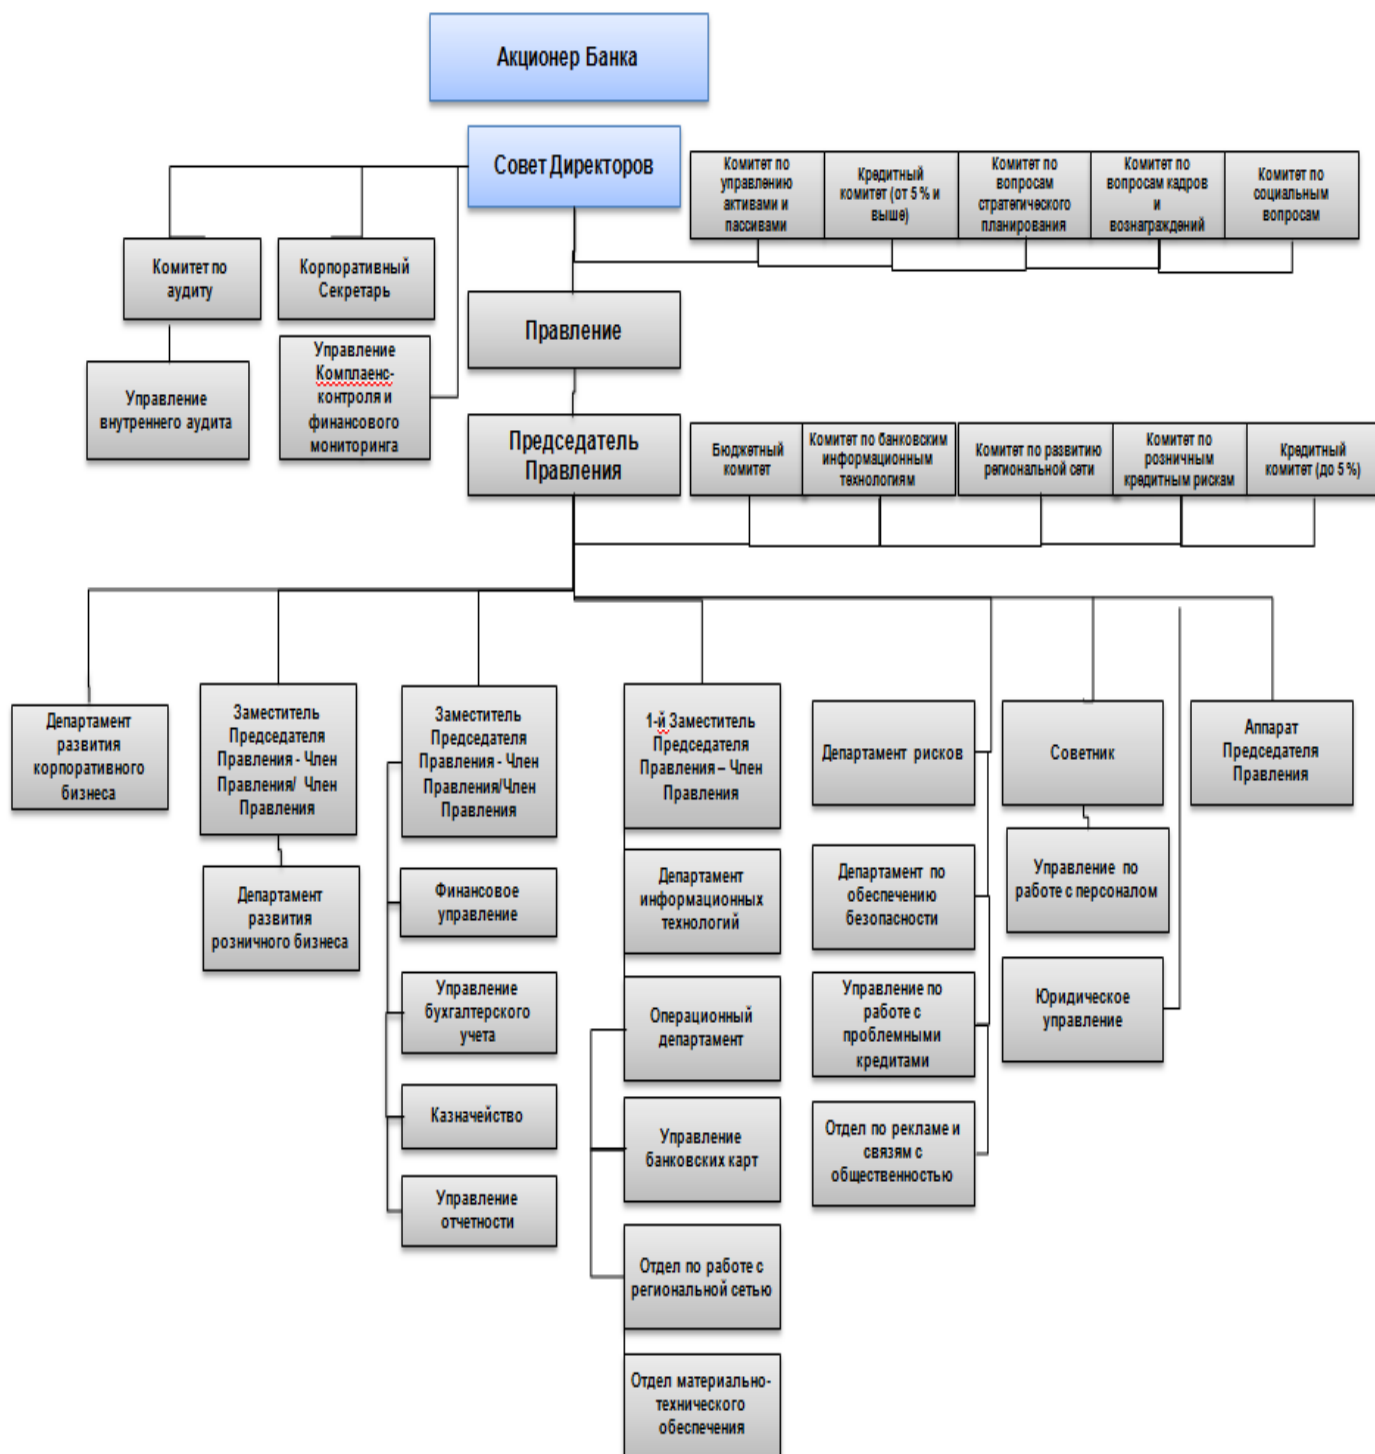 Акционер Банка
Совет Директоров
Комитет по
управлению
активами и
пассивами
Кредитный
комитет (от 5 % и
выше)
Комитет по
вопросам
стратегического
планирования
Комитет по
вопросам кадров
и
вознаграждений
Комитет по
социальным
вопросам
Комитет по
аудиту
Корпоративный
Секретарь
Правление
Управление
внутреннего аудита
Управление
Комплаенс-
контроля и
финансового
мониторинга
Председатель
Правления
Бюджетный
комитет
Комитет по банковским
информационным
технологиям
Комитет по развитию
региональной сети
Комитет по
розничным
кредитным рискам
Кредитный
комитет (до 5 %)
Департамент
развития
корпоративного
бизнеса
Заместитель
Председателя
Правления - Член
Правления/ Член
Правления
Заместитель
Председателя
Правления - Член
Правления/Член
Правления
1-й Заместитель
Председателя
Правления – Член
Правления
Департамент рисков
Советник
Аппарат
Председателя
Правления
Департамент
развития
розничного бизнеса
Финансовое
управление
Департамент
информационных
технологий
Департамент по
обеспечению
безопасности
Управление по
работе с персоналом
Управление
бухгалтерского
учета
Операционный
департамент
Управление по
работе с
проблемными
кредитами
Юридическое
управление
Казначейство
Управление
банковских карт
Отдел по рекламе и
связям с
общественностью
Управление
отчетности
Отдел по работе с
региональной сетью
Отдел материально-
технического
обеспечения